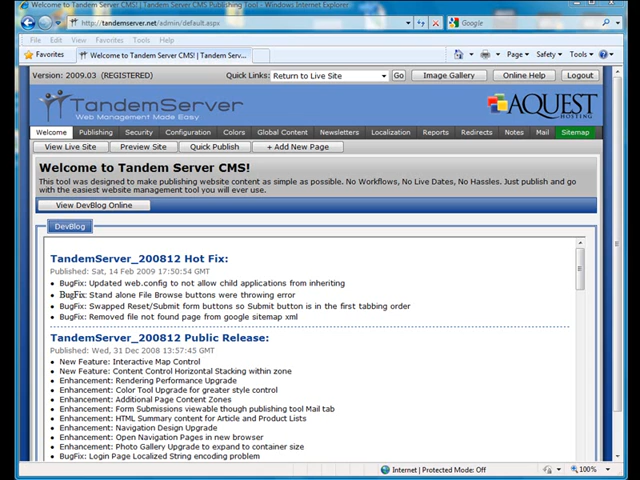 Welcome to Tandem Server CMS! | Tandem Server CMS Publishing Tool - Windows Internet Explorer
http://tandemserver.net/admin/default.aspx
Google
File Edit View Favorites Tools Help
Favorites
Welcome to Tandem Server CMS! | Tandem Serv...
Page Safety Tools
Version: 2009.03 (REGISTERED)
Quick Links: Return to Live Site Go Image Gallery Online Help Logout
TandemServer
Web Management Made Easy
AQUEST
HOSTING
Welcome Publishing Security Configuration Colors Global Content Newsletters Localization Reports Redirects Notes Mail Sitemap
View Live Site Preview Site Quick Publish + Add New Page
Welcome to Tandem Server CMS!
This tool was designed to make publishing website content as simple as possible. No Workflows, No Live Dates, No Hassles. Just publish and go
with the easiest website management tool you will ever use.
View DevBlog Online
DevBlog
TandemServer_200812 Hot Fix:
Published: Sat, 14 Feb 2009 17:50:54 GMT
BugFix: Updated web.config to not allow child applications from inheriting
BugFix: Stand alone File Browse buttons were throwing error
BugFix: Swapped Reset/Submit form buttons so Submit button is in the first tabbing order
BugFix: Removed file not found page from google sitemap xml
TandemServer_200812 Public Release:
Published: Wed, 31 Dec 2008 13:57:45 GMT
New Feature: Interactive Map Control
New Feature: Content Control Horizontal Stacking within zone
Enhancement: Rendering Performance Upgrade
Enhancement: Color Tool Upgrade for greater style control
Enhancement: Additional Page Content Zones
Enhancement: Form Submissions viewable though publishing tool Mail tab
Enhancement: HTML Summary content for Article and Product Lists
Enhancement: Navigation Design Upgrade
Enhancement: Open Navigation Pages in new browser
Enhancement: Photo Gallery Upgrade to expand to container size
BugFix: Login Page Localized String encoding problem
Internet | Protected Mode: Off
100%